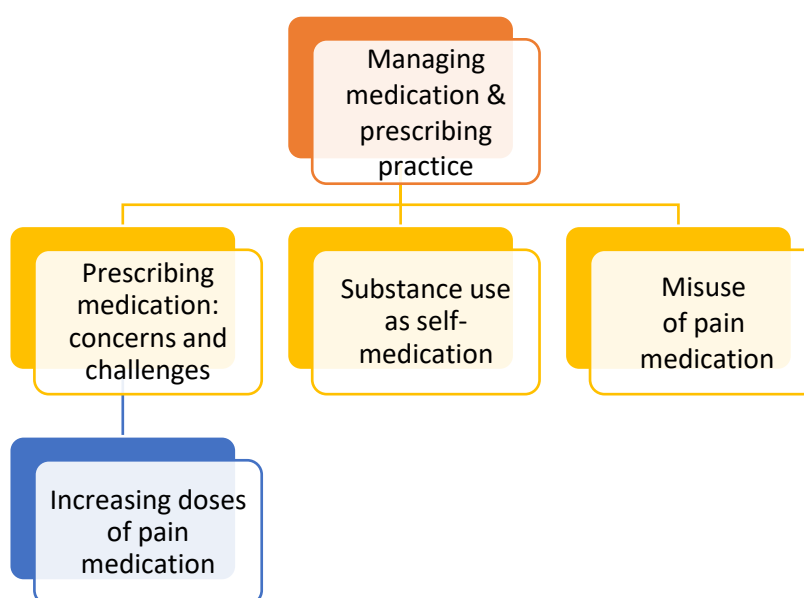 Managing
medication &
prescribing
practice
Prescribing
medication:
concerns and
challenges
Substance use
as self-
medication
Misuse
of pain
medication
Increasing doses
of pain
medication